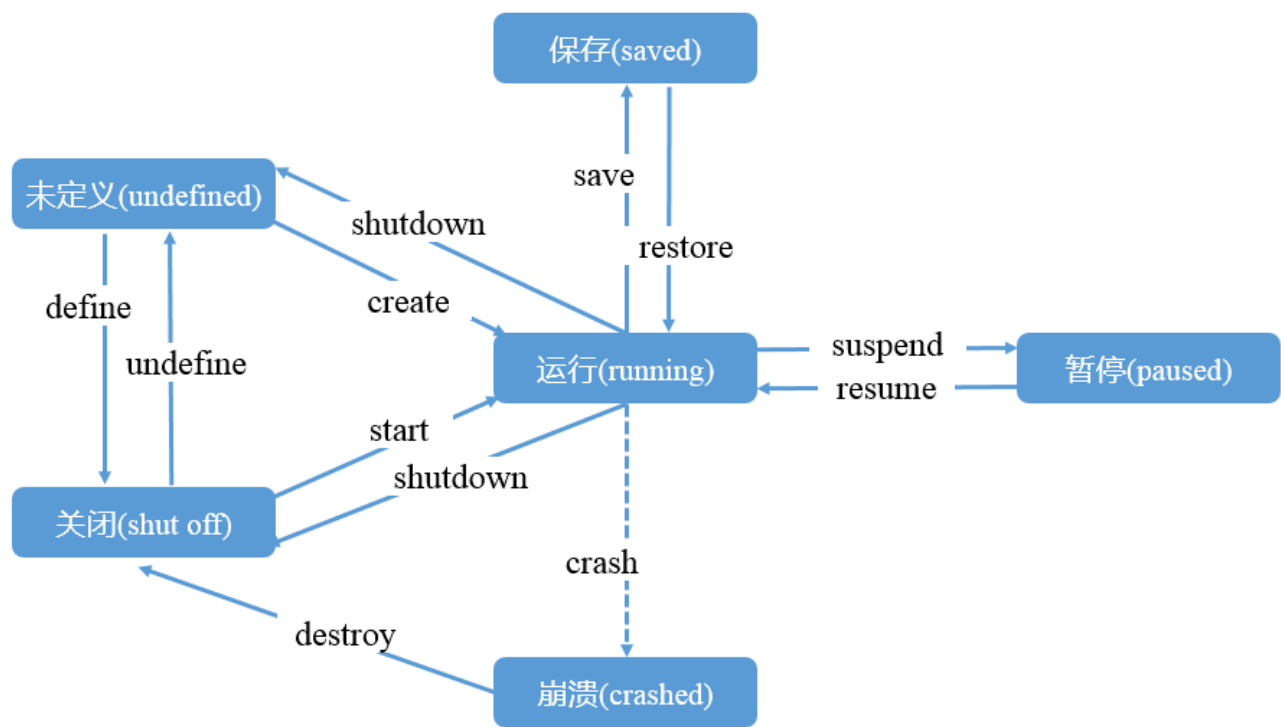 保存(saved)
未定义(undefined)
save
shutdown
restore
create
define
undefine
suspend
运行(running)
暂停(paused)
resume
start
shutdown
关闭(shut off)
crash
destroy
崩溃(crashed)